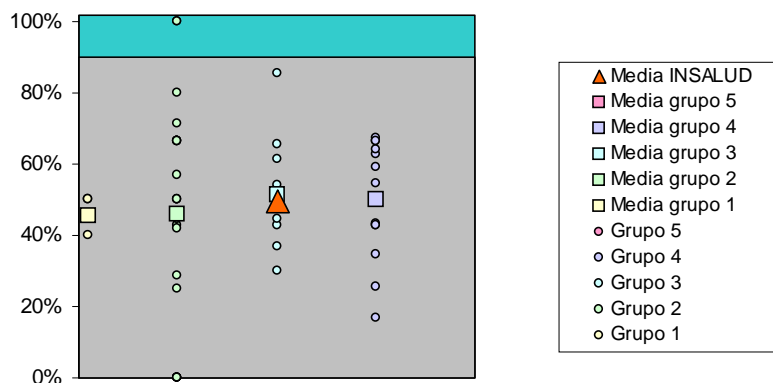 100%
80%
60%
40%
20%
0%
Media INSALUD
Media grupo 5
Media grupo 4
Media grupo 3
Media grupo 2
Media grupo 1
Grupo 5
Grupo 4
Grupo 3
Grupo 2
Grupo 1